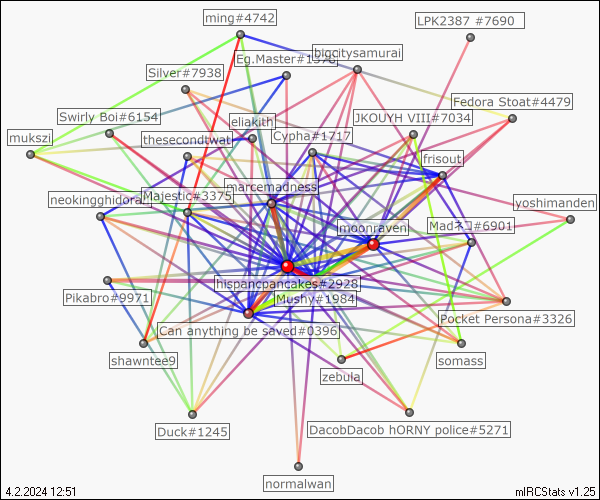 ming#4742
LPK2387 #7690
Eg.Master#1378
bigcitysamurai
Silver#7938
Fedora Stoat#4479
Swirly Boi#6154
eliakith
JKOUYH VIII#7034
mukszi
thesecondtwat
Cypha#1717
frisout
marcemadness
neokingghidorah
Majestic#3375
yoshimanden
moonraven
Madネコ#6901
hispancpancakes#2928
Pikabro#9971
Mushy#1984
Pocket Persona#3326
Can anything be saved#0396
shawntee9
somass
zebula
Duck#1245
DacobDacob hORNY police#5271
normalwan
4.2.2024 12:51
mIRCStats v1.25